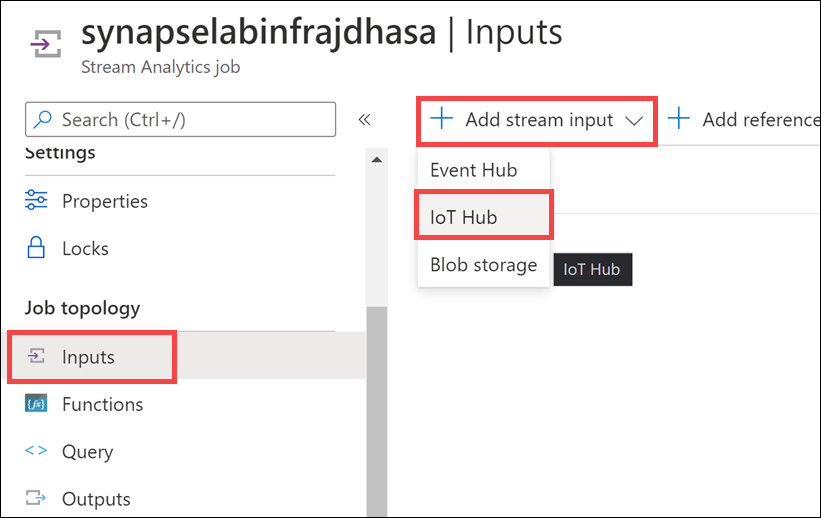 synapselabinfrajdhasa | Inputs
Stream Analytics job
Search (Ctrl+/)
«
Settings
Properties
Locks
Job topology
Inputs
Functions
Query
Outputs
+ Add stream input
+ Add reference
Event Hub
IoT Hub
Blob storage
IoT Hub